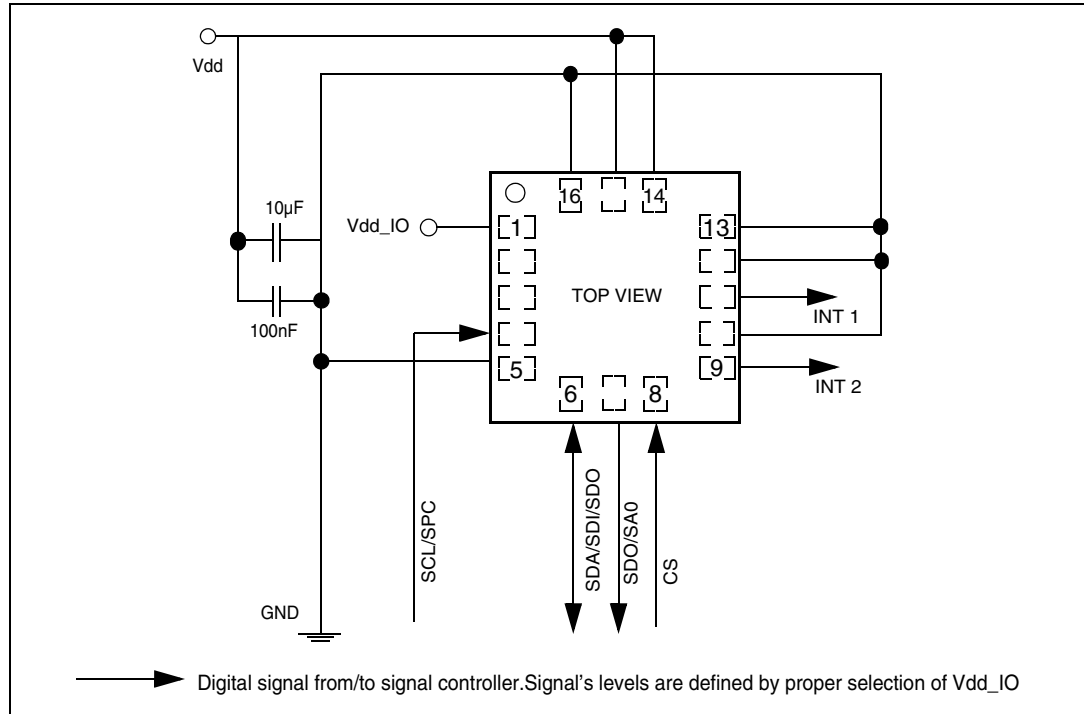 Vdd
16
14
10µF
Vdd_IO
1
13
TOP VIEW
100nF
INT 1
5
9
6
8
INT 2
SCL/SPC
SDA/SDI/SDO
SDO/SA0
CS
GND
Digital signal from/to signal controller.Signal's levels are defined by proper selection of Vdd_IO